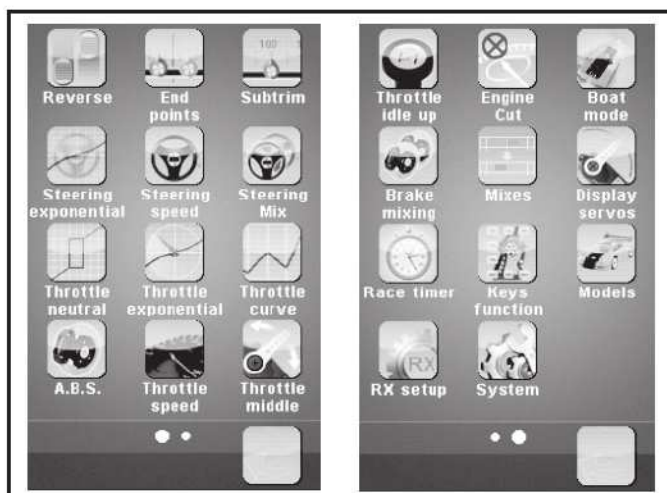 Reverse
End
points
Subtrim
Steering
exponential
Steering
speed
Steering
Mix
Throttle
neutral
Throttle
exponential
Throttle
curve
A.B.S.
Throttle
speed
Throttle
middle
100
Throttle
idle up
Engine
Cut
Boat
mode
Brake
mixing
Mixes
Display
servos
Race timer
Keys
function
Models
RX setup
System
RX